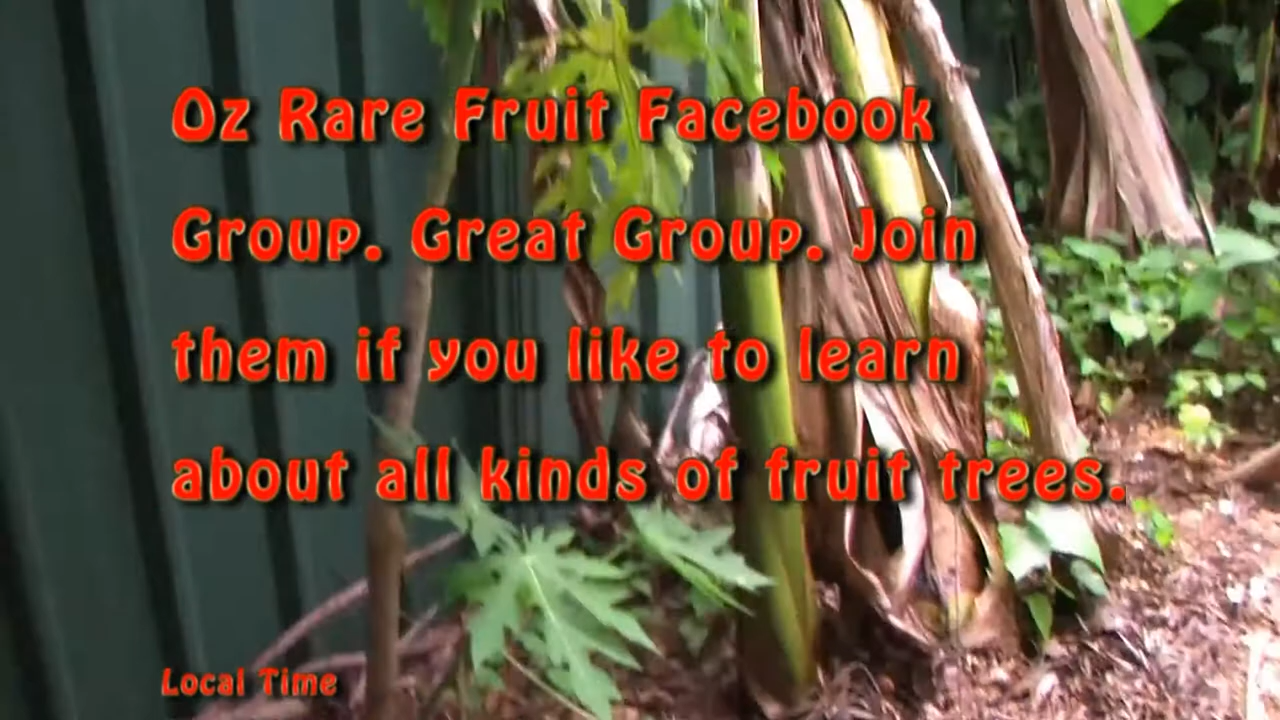 Oz Rare Fruit Facebook
Group. Great Group. Join
them if you like to learn
about all kinds of fruit trees.
Local Time